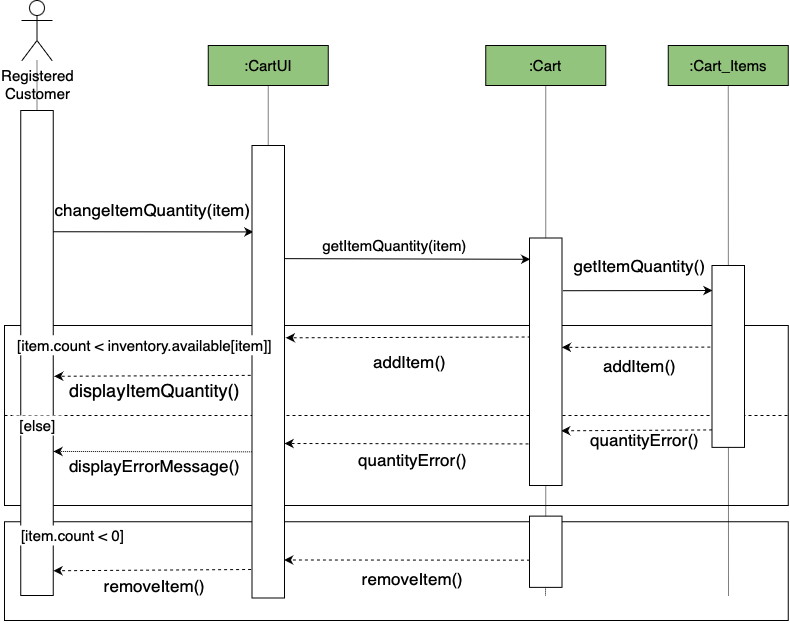 :CartUI
:Cart
:Cart_Items
Registered
Customer
changeItemQuantity(item)
getItemQuantity(item)
getItemQuantity()
[item.count < inventory.available[item]]
addItem()
addItem()
displayItemQuantity()
[else]
quantityError()
quantityError()
displayErrorMessage()
[item.count < 0]
removeItem()
removeItem()